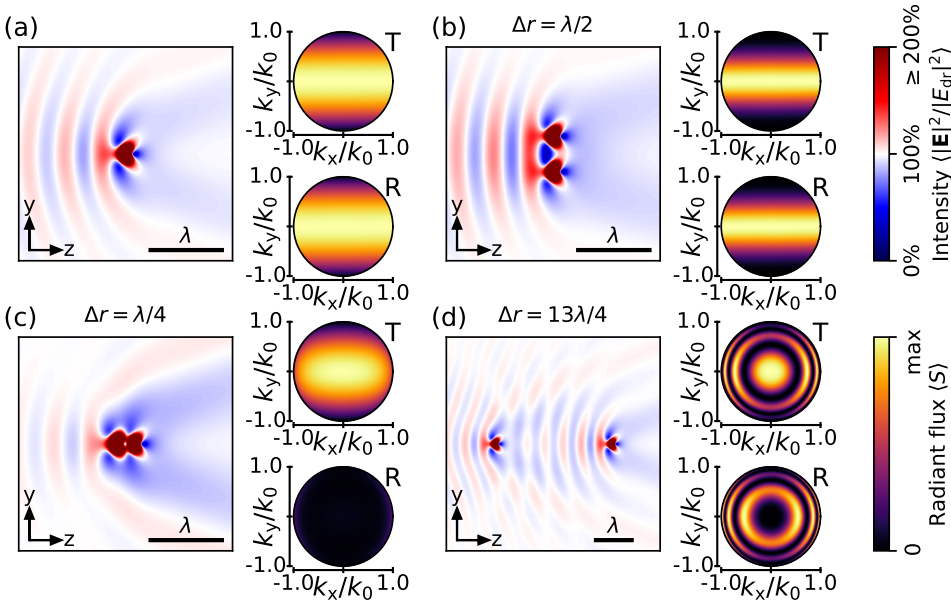 (a)
1.0
T
k_y/k_0
-1.0
-1.0 k_x/k_0 1.0
1.0
R
k_y/k_0
-1.0
-1.0 k_x/k_0 1.0
y
z
λ
(b)
Δr = λ/2
1.0
T
k_y/k_0
-1.0
-1.0 k_x/k_0 1.0
1.0
R
k_y/k_0
-1.0
-1.0 k_x/k_0 1.0
y
z
λ
0% 100% ≥ 200%
Intensity ⟨|E|²/|E_dr|²⟩
(c)
Δr = λ/4
1.0
T
k_y/k_0
-1.0
-1.0 k_x/k_0 1.0
1.0
R
k_y/k_0
-1.0
-1.0 k_x/k_0 1.0
y
z
λ
(d)
Δr = 13λ/4
1.0
T
k_y/k_0
-1.0
-1.0 k_x/k_0 1.0
1.0
R
k_y/k_0
-1.0
-1.0 k_x/k_0 1.0
y
z
λ
0 max
Radiant flux ⟨S⟩